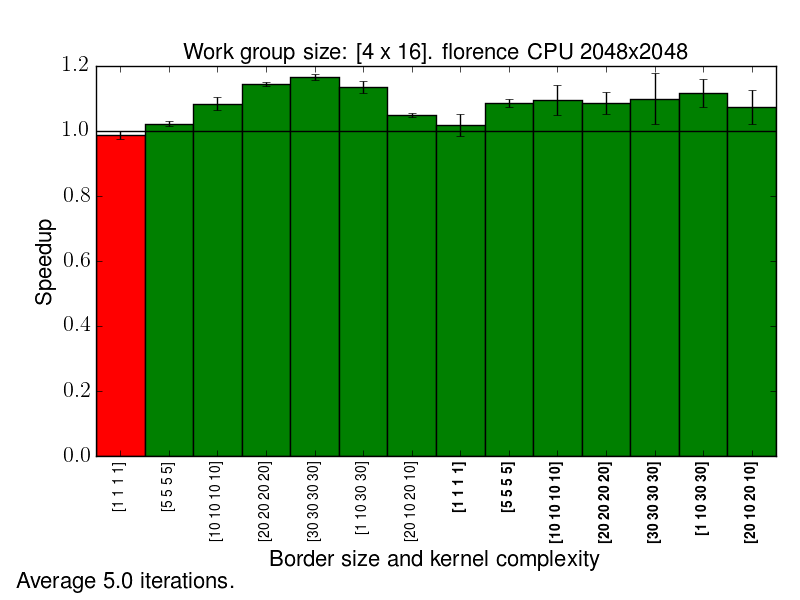 Work group size: [4 x 16]. florence CPU 2048x2048
1.2
1.0
0.8
0.6
0.4
0.2
0.0
Speedup
[1 1 1 1]
[5 5 5 5]
[10 10 10 10]
[20 20 20 20]
[30 30 30 30]
[1 10 30 30]
[20 10 20 10]
[1 1 1 1]
[5 5 5 5]
[10 10 10 10]
[20 20 20 20]
[30 30 30 30]
[1 10 30 30]
[20 10 20 10]
Border size and kernel complexity
Average 5.0 iterations.